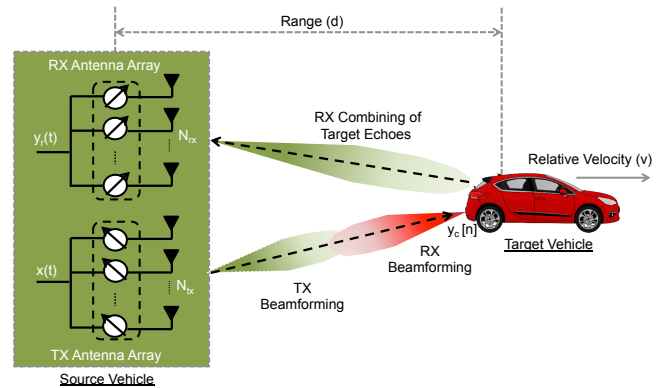 Range (d)
RX Antenna Array
y_r(t)
N_rx
RX Combining of
Target Echoes
Relative Velocity (v)
y_c [n]
Target Vehicle
RX
Beamforming
TX
Beamforming
x(t)
N_tx
TX Antenna Array
Source Vehicle